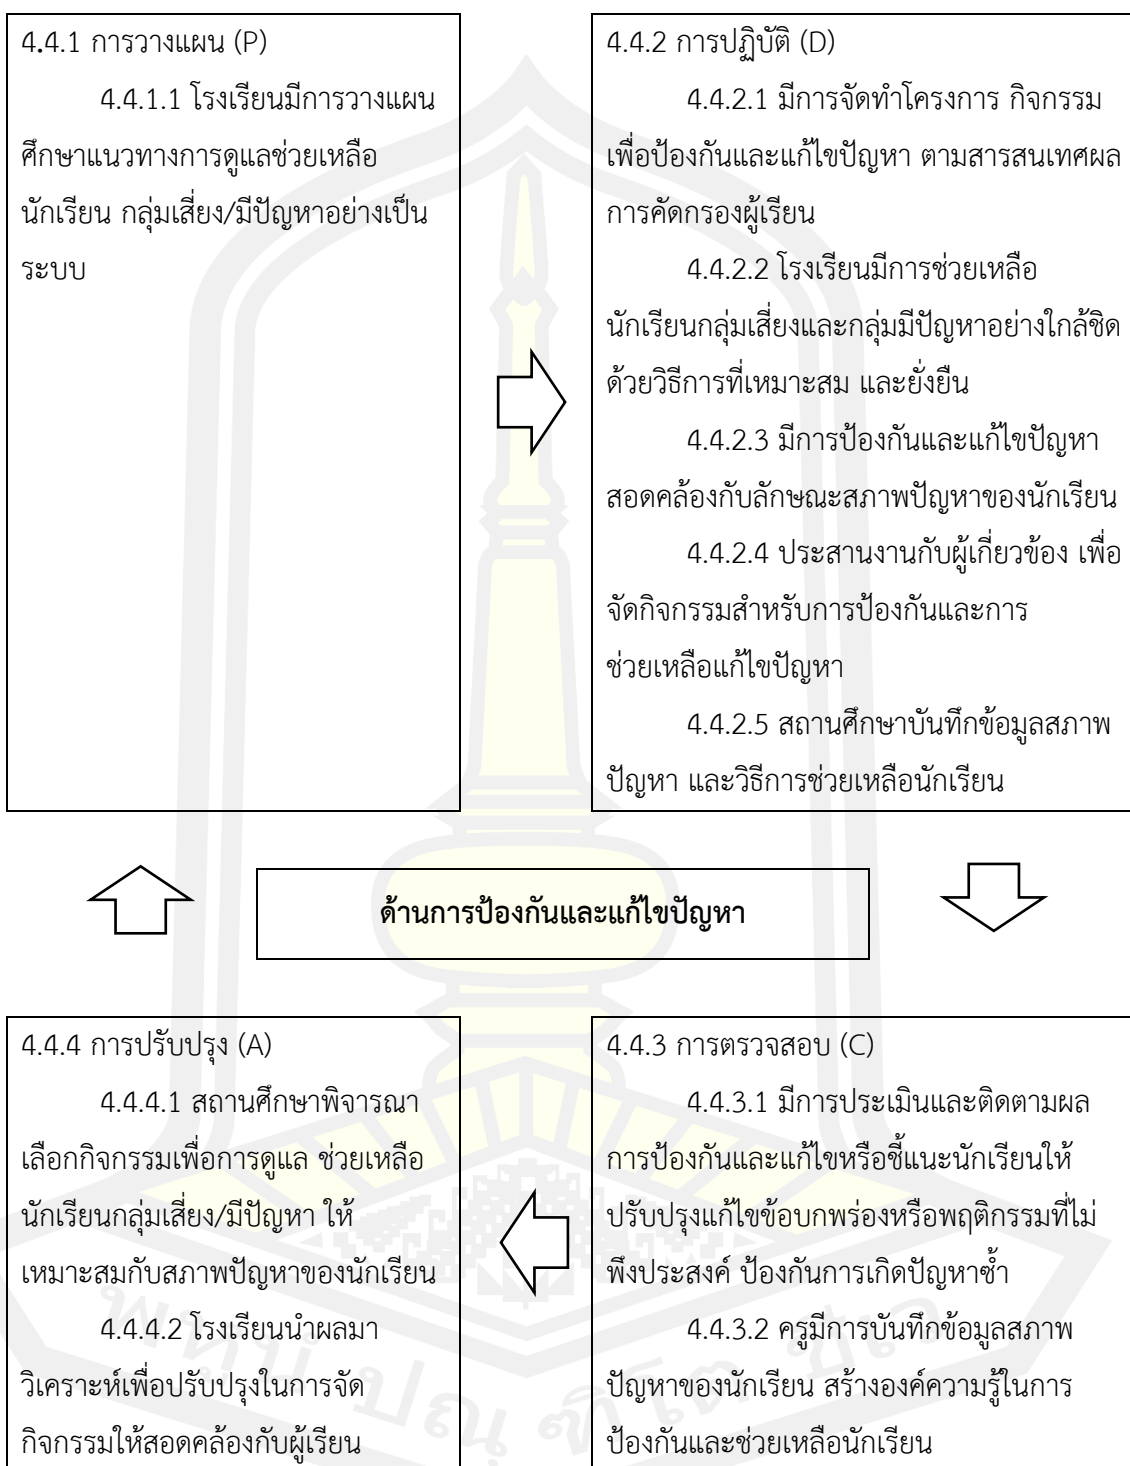 4.4.1 การวางแผน (P)
4.4.1.1 โรงเรียนมีการวางแผน
ศึกษาแนวทางการดูแลช่วยเหลือ
นักเรียน กลุ่มเสี่ยง/มีปัญหาอย่างเป็น
ระบบ
4.4.2 การปฏิบัติ (D)
4.4.2.1 มีการจัดทำโครงการ กิจกรรม
เพื่อป้องกันและแก้ไขปัญหา ตามสารสนเทศผล
การคัดกรองผู้เรียน
4.4.2.2 โรงเรียนมีการช่วยเหลือ
นักเรียนกลุ่มเสี่ยงและกลุ่มมีปัญหาอย่างใกล้ชิด
ด้วยวิธีการที่เหมาะสม และยั่งยืน
4.4.2.3 มีการป้องกันและแก้ไขปัญหา
สอดคล้องกับลักษณะสภาพปัญหาของนักเรียน
4.4.2.4 ประสานงานกับผู้เกี่ยวข้อง เพื่อ
จัดกิจกรรมสำหรับการป้องกันและการ
ช่วยเหลือแก้ไขปัญหา
4.4.2.5 สถานศึกษาบันทึกข้อมูลสภาพ
ปัญหา และวิธีการช่วยเหลือนักเรียน
ด้านการป้องกันและแก้ไขปัญหา
4.4.4 การปรับปรุง (A)
4.4.4.1 สถานศึกษาพิจารณา
เลือกกิจกรรมเพื่อการดูแล ช่วยเหลือ
นักเรียนกลุ่มเสี่ยง/มีปัญหา ให้
เหมาะสมกับสภาพปัญหาของนักเรียน
4.4.4.2 โรงเรียนนำผลมา
วิเคราะห์เพื่อปรับปรุงในการจัด
กิจกรรมให้สอดคล้องกับผู้เรียน
4.4.3 การตรวจสอบ (C)
4.4.3.1 มีการประเมินและติดตามผล
การป้องกันและแก้ไขหรือชี้แนะนักเรียนให้
ปรับปรุงแก้ไขข้อบกพร่องหรือพฤติกรรมที่ไม่
พึงประสงค์ ป้องกันการเกิดปัญหาซ้ำ
4.4.3.2 ครูมีการบันทึกข้อมูลสภาพ
ปัญหาของนักเรียน สร้างองค์ความรู้ในการ
ป้องกันและช่วยเหลือนักเรียน
พหูนํ ปณฺฑิโต ชีเว